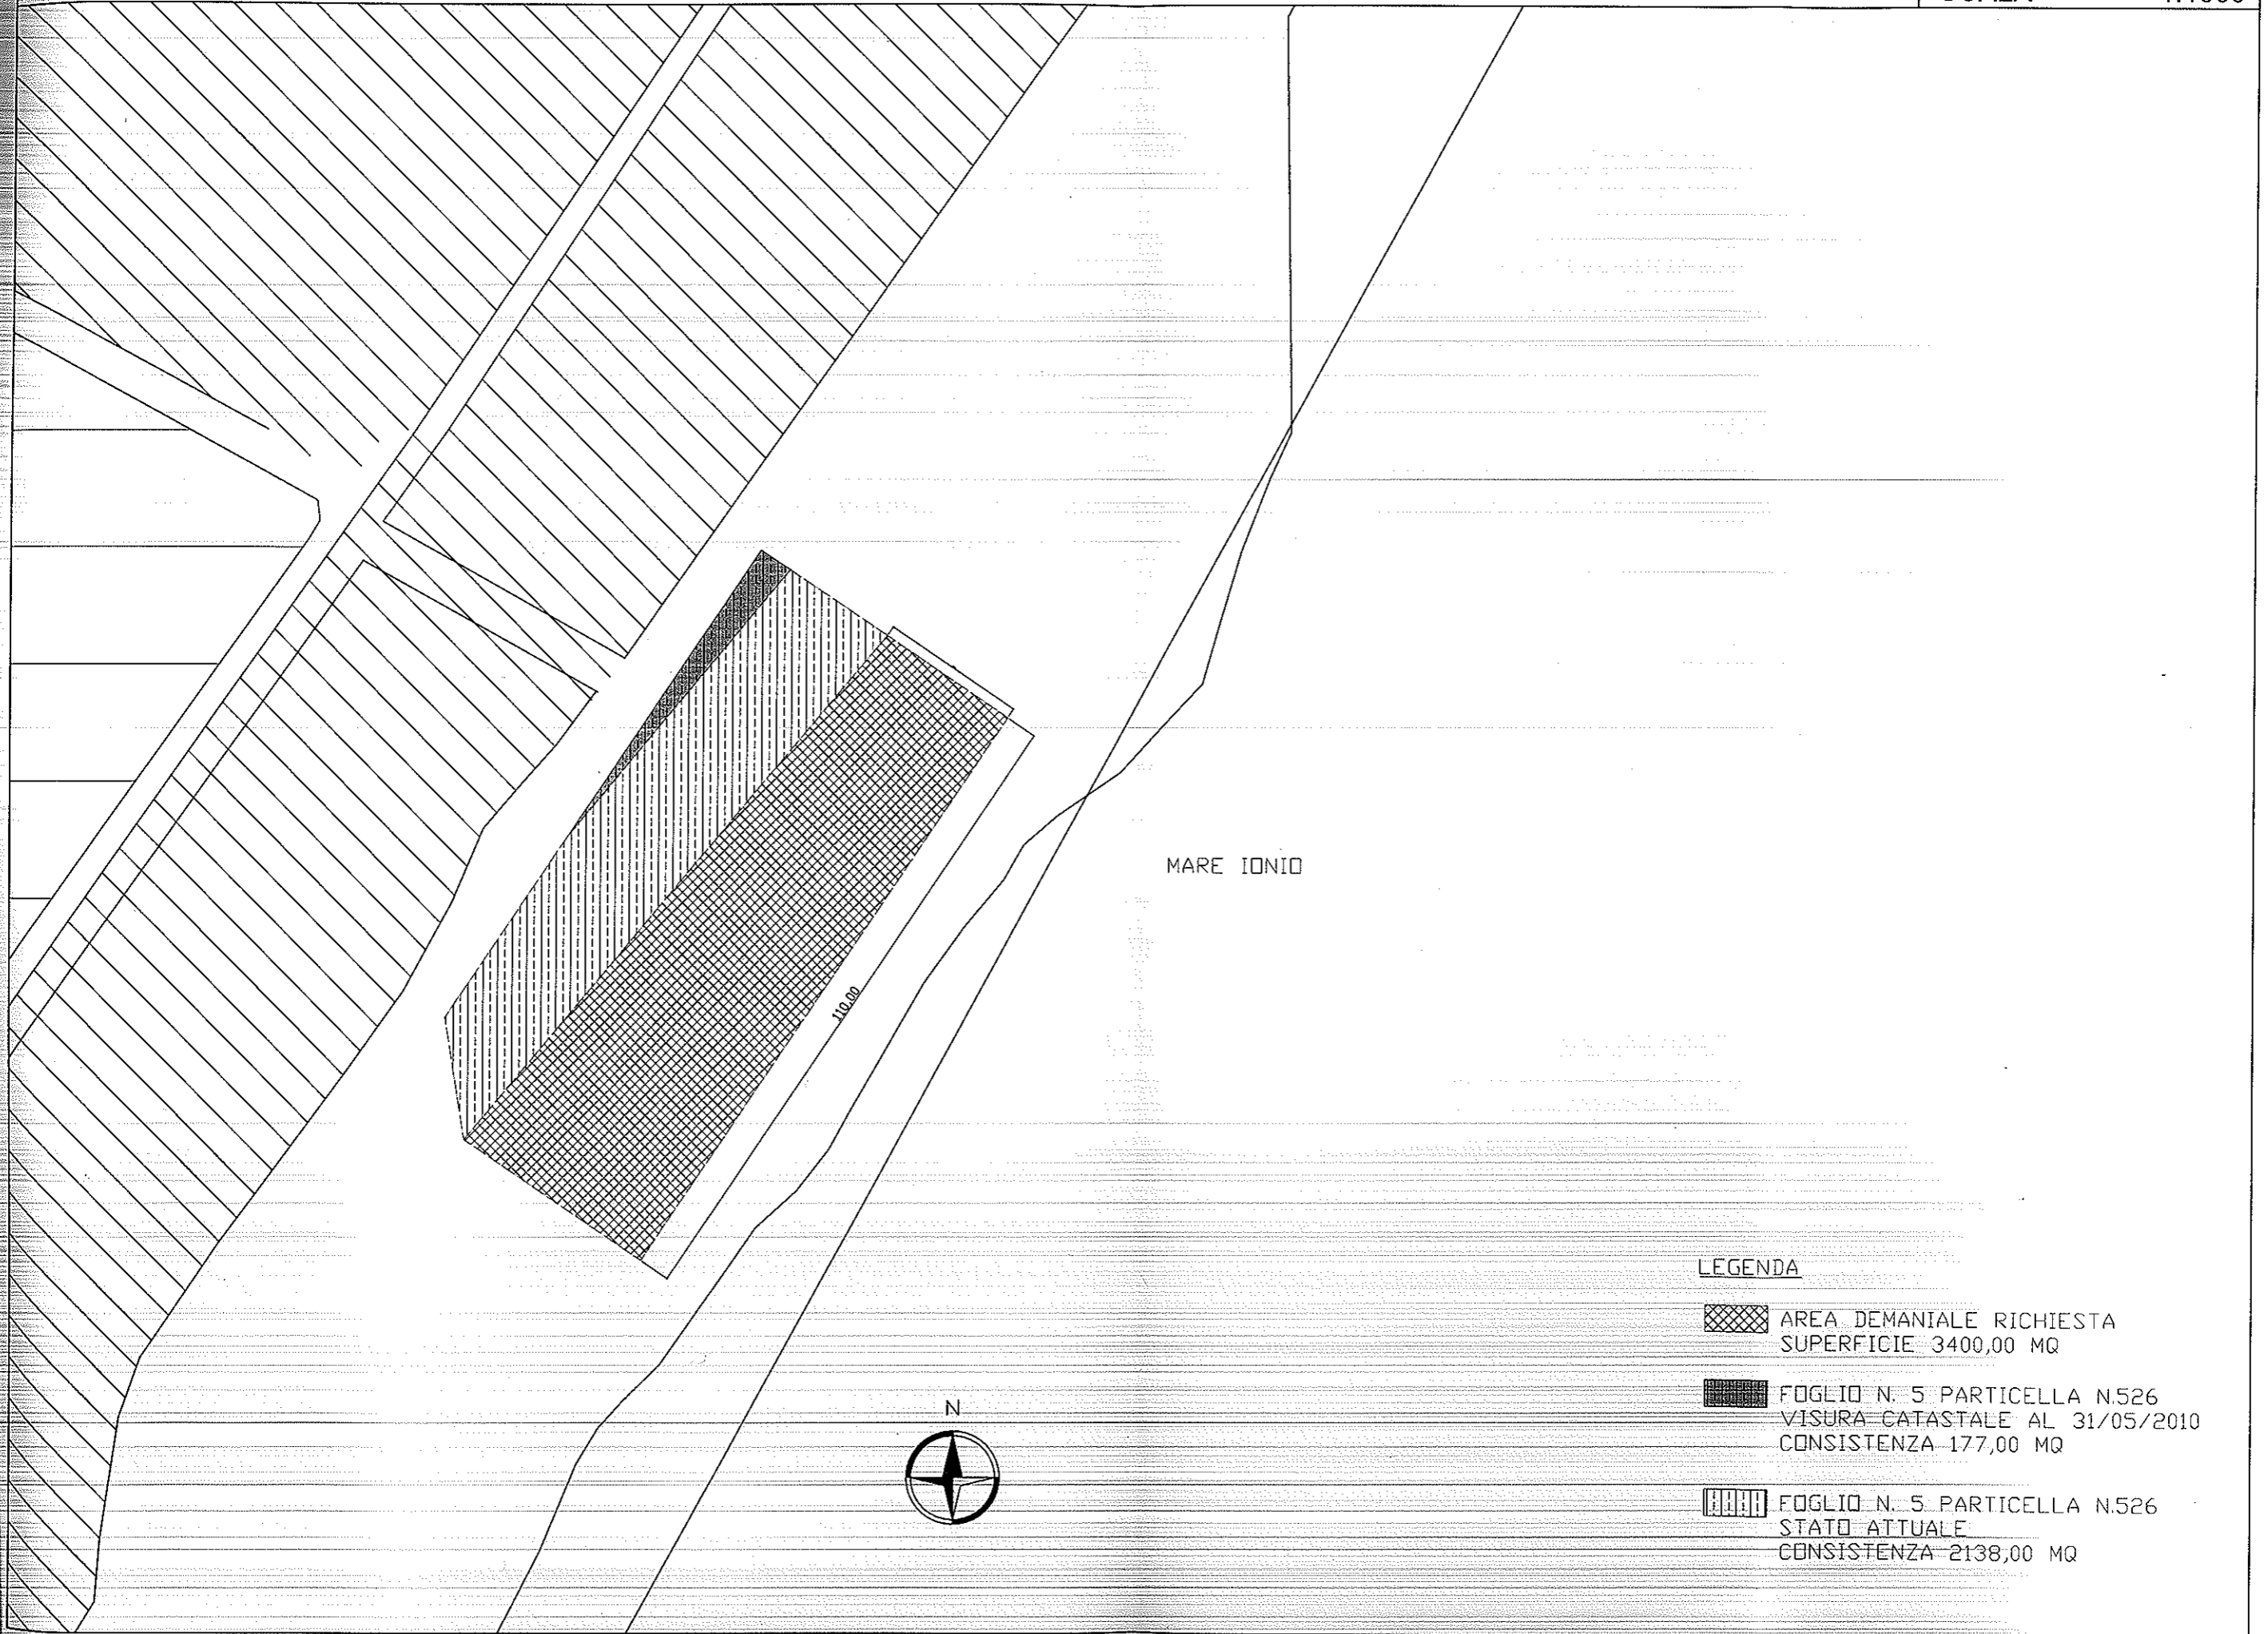 MARE IONIO
110.00
LEGENDA
AREA DEMANIALE RICHIESTA
SUPERFICIE 3400,00 MQ
N
FOGLIO N. 5 PARTICELLA N.526
VISURA CATASTALE AL 31/05/2010
CONSISTENZA 177,00 MQ
FOGLIO N. 5 PARTICELLA N.526
STATO ATTUALE
CONSISTENZA 2138,00 MQ